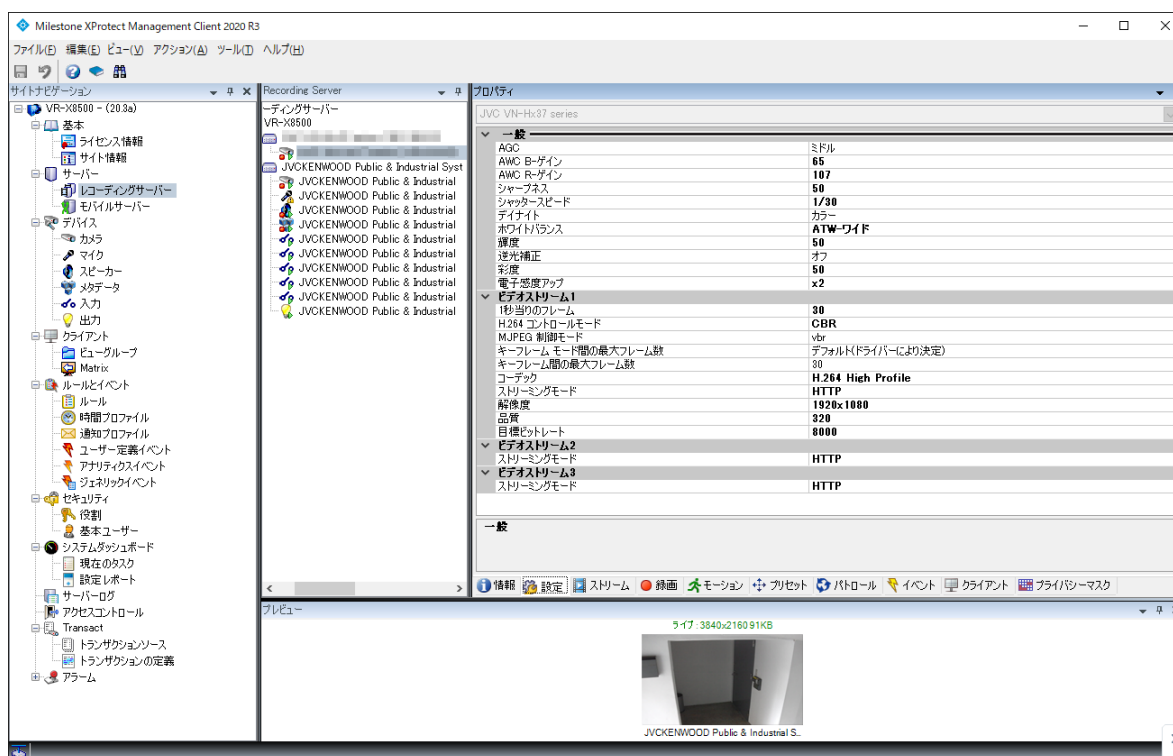 Milestone XProtect Management Client 2020 R3
ファイル(F) 編集(E) ビュー(V) アクション(A) ツール(T) ヘルプ(H)
サイトナビゲーション
VR-X8500 - (20.3a)
基本
ライセンス情報
サイト情報
サーバー
レコーディングサーバー
モバイルサーバー
デバイス
カメラ
マイク
スピーカー
メタデータ
入力
出力
クライアント
ビューグループ
Matrix
ルールとイベント
ルール
時間プロファイル
通知プロファイル
ユーザー定義イベント
アナリティクスイベント
ジェネリックイベント
セキュリティ
役割
基本ユーザー
システムダッシュボード
現在のタスク
設定レポート
サーバーログ
アクセスコントロール
Transact
トランザクションソース
トランザクションの定義
アラーム
Recording Server
ーディングサーバー
VR-X8500
JVCKENWOOD Public & Industrial Syst
JVCKENWOOD Public & Industrial
JVCKENWOOD Public & Industrial
JVCKENWOOD Public & Industrial
JVCKENWOOD Public & Industrial
JVCKENWOOD Public & Industrial
JVCKENWOOD Public & Industrial
JVCKENWOOD Public & Industrial
JVCKENWOOD Public & Industrial
JVCKENWOOD Public & Industrial
JVCKENWOOD Public & Industrial
プロパティ
JVC VN-Hx37 series
一般
AGC ミドル
AWC B-ゲイン 65
AWC R-ゲイン 107
シャープネス 50
シャッタースピード 1/30
デイナイト カラー
ホワイトバランス ATW-ワイド
輝度 50
逆光補正 オフ
彩度 50
電子感度アップ x2
ビデオストリーム1
1秒当りのフレーム 30
H.264 コントロールモード CBR
MJPEG 制御モード vbr
キーフレーム モード間の最大フレーム数 デフォルト(ドライバーにより決定)
キーフレーム間の最大フレーム数 30
コーデック H.264 High Profile
ストリーミングモード HTTP
解像度 1920x1080
品質 320
目標ビットレート 8000
ビデオストリーム2
ストリーミングモード HTTP
ビデオストリーム3
ストリーミングモード HTTP
一般
情報 設定 ストリーム 録画 モーション プリセット パトロール イベント クライアント プライバシーマスク
プレビュー
ライブ : 3840x2160 91KB
JVCKENWOOD Public & Industrial S...